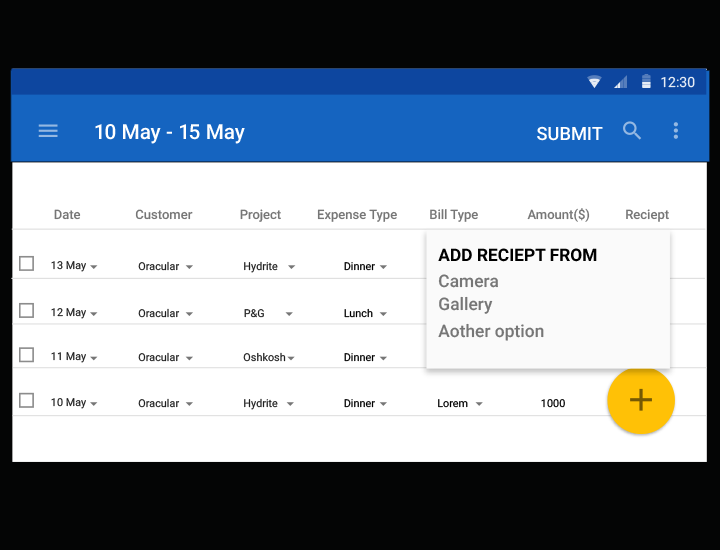 12:30
10 May - 15 May SUBMIT
Date Customer Project Expense Type Bill Type Amount($) Reciept
13 May Oracular Hydrite Dinner
ADD RECIEPT FROM
Camera
Gallery
Aother option
12 May Oracular P&G Lunch
11 May Oracular Oshkosh Dinner
10 May Oracular Hydrite Dinner Lorem 1000